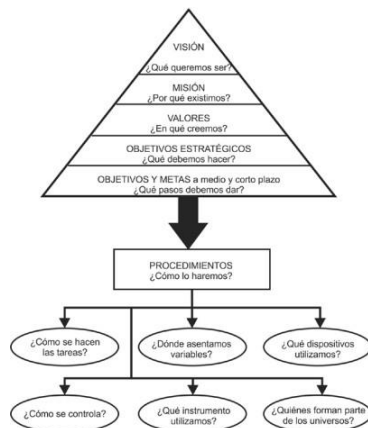 VISIÓN
¿Qué queremos ser?
MISIÓN
¿Por qué existimos?
VALORES
¿En qué creemos?
OBJETIVOS ESTRATÉGICOS
¿Qué debemos hacer?
OBJETIVOS Y METAS a medio y corto plazo
¿Qué pasos debemos dar?
PROCEDIMIENTOS
¿Cómo lo haremos?
¿Cómo se hacen
las tareas?
¿Dónde asentamos
variables?
¿Qué dispositivos
utilizamos?
¿Cómo se controla?
¿Qué instrumento
utilizamos?
¿Quiénes forman parte
de los universos?